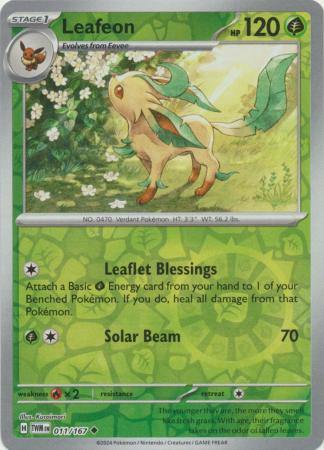 STAGE 1
Leafeon
HP 120
Evolves from Eevee
NO. 0470 Verdant Pokémon HT: 3'3" WT: 56.2 lbs.
Leaflet Blessings
Attach a Basic Energy card from your hand to 1 of your Benched Pokémon. If you do, heal all damage from that Pokémon.
Solar Beam 70
weakness ×2 resistance retreat
Illus. Kurosimori
H TWM EN 011/167
The younger they are, the more they smell like fresh grass. With age, their fragrance takes on the odor of fallen leaves.
©2024 Pokémon / Nintendo / Creatures / GAME FREAK